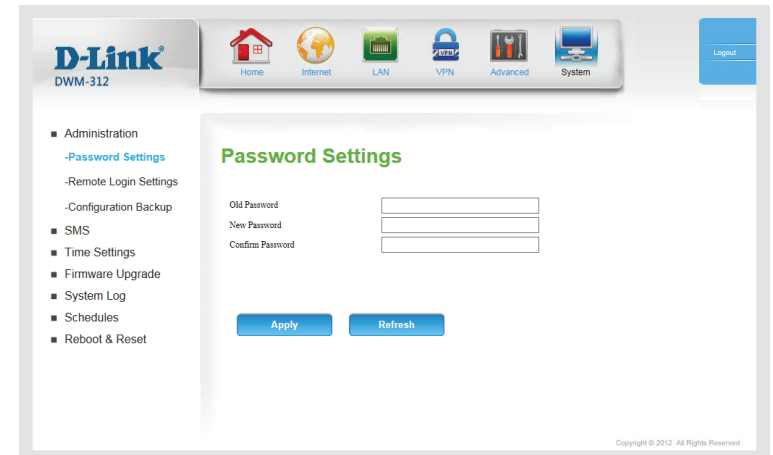 D-Link®
DWM-312
Home
Internet
LAN
VPN
Advanced
System
Logout
Administration
-Password Settings
-Remote Login Settings
-Configuration Backup
SMS
Time Settings
Firmware Upgrade
System Log
Schedules
Reboot & Reset
Password Settings
Old Password
New Password
Confirm Password
Apply
Refresh
Copyright © 2012 All Rights Reserved